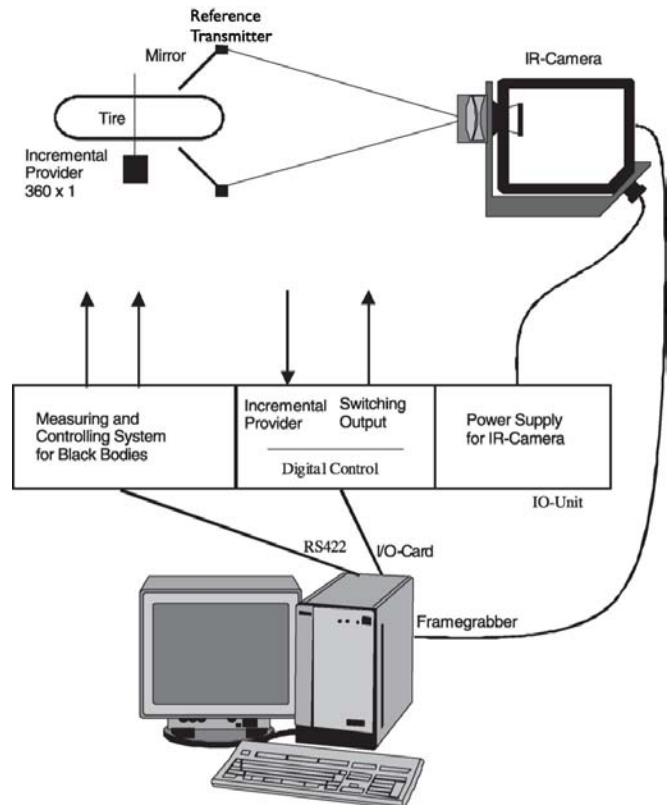 Reference
Transmitter
Mirror
IR-Camera
Tire
Incremental
Provider
360 x 1
Measuring and
Controlling System
for Black Bodies
Incremental
Provider
Switching
Output
Digital Control
Power Supply
for IR-Camera
IO-Unit
RS422
I/O-Card
Framegrabber